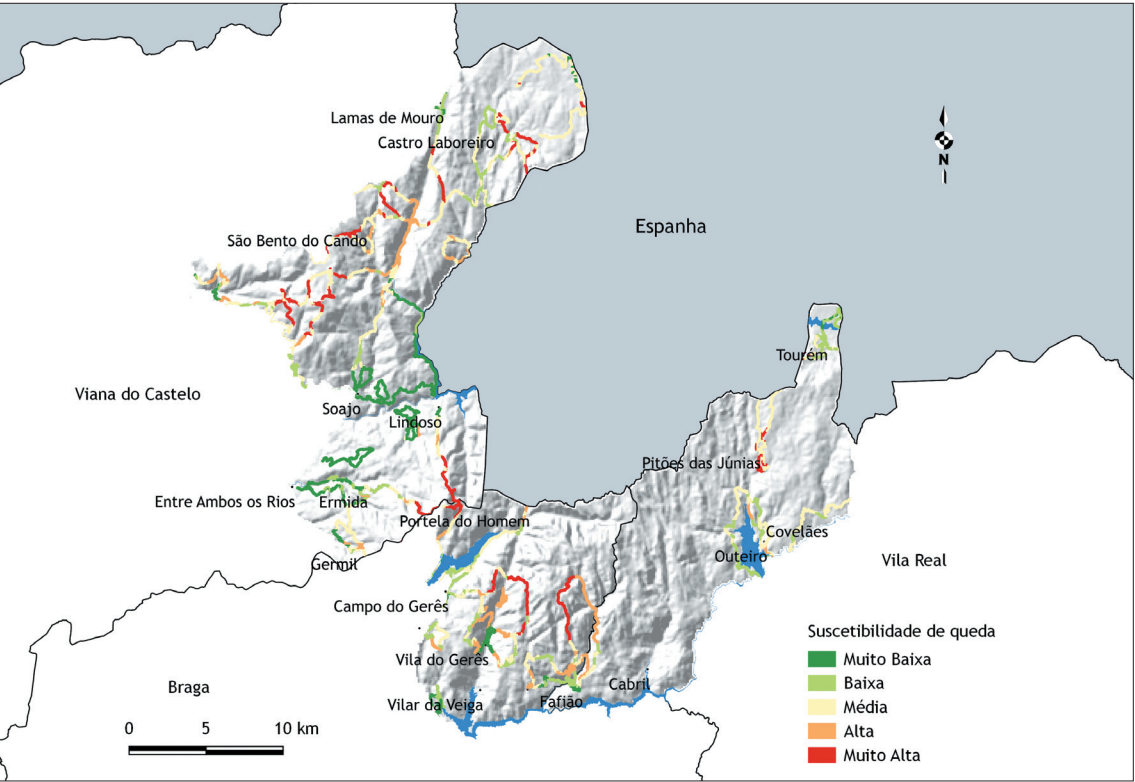 Lamas de Mouro
Castro Laboreiro
N
Espanha
São Bento do Cando
Tourém
Viana do Castelo
Soajo
Lindoso
Pitões das Júnias
Entre Ambos os Rios
Ermida
Portela do Homem
Covelães
Outeiro
Vila Real
Germil
Campo do Gerês
Suscetibilidade de queda
Muito Baixa
Vila do Gerês
Braga
Cabril
Baixa
Vilar da Veiga
Fafião
Média
0 5 10 km
Alta
Muito Alta